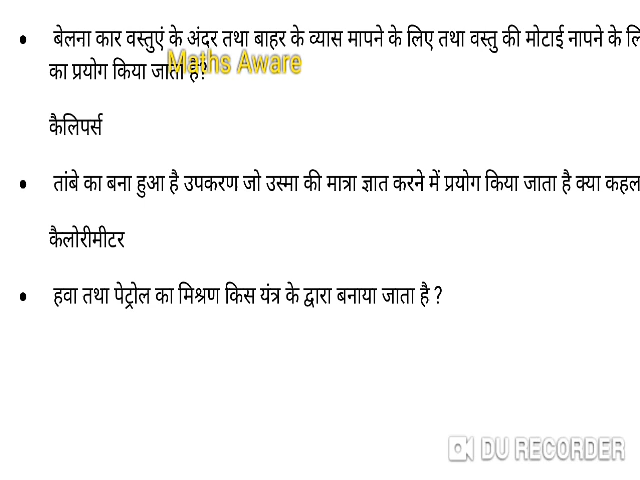 • बेलना कार वस्तुएं के अंदर तथा बाहर के व्यास मापने के लिए तथा वस्तु की मोटाई नापने के लि
का प्रयोग किया जाता है?
Maths Aware
कैलिपर्स
• तांबे का बना हुआ है उपकरण जो उस्मा की मात्रा ज्ञात करने में प्रयोग किया जाता है क्या कहल
कैलोरीमीटर
• हवा तथा पेट्रोल का मिश्रण किस यंत्र के द्वारा बनाया जाता है ?
DU RECORDER